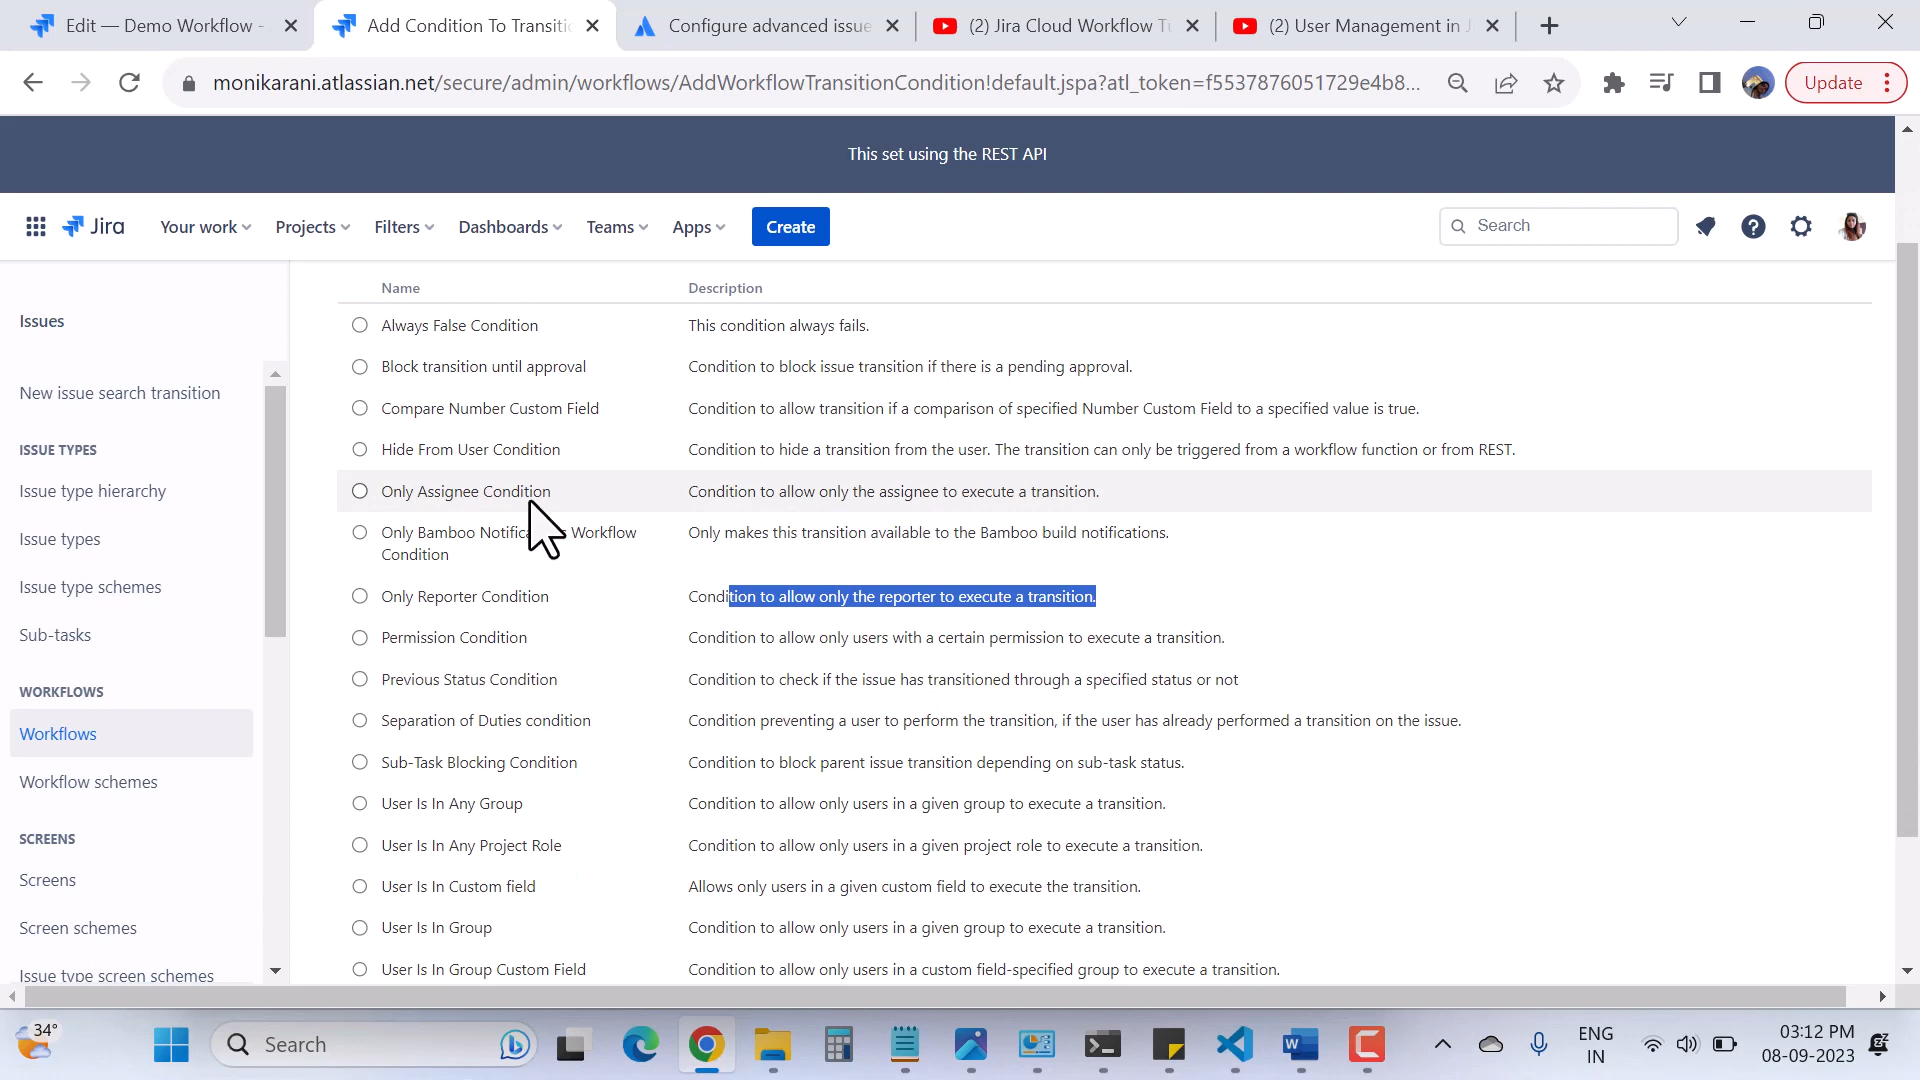 Edit — Demo Workflow -
Add Condition To Transiti
Configure advanced issue
(2) Jira Cloud Workflow Tu
(2) User Management in J
monikarani.atlassian.net/secure/admin/workflows/AddWorkflowTransitionCondition!default.jspa?atl_token=f5537876051729e4b8...
Update
This set using the REST API
Jira
Your work
Projects
Filters
Dashboards
Teams
Apps
Create
Search
Issues
New issue search transition
ISSUE TYPES
Issue type hierarchy
Issue types
Issue type schemes
Sub-tasks
WORKFLOWS
Workflows
Workflow schemes
SCREENS
Screens
Screen schemes
Issue type screen schemes
Name Description
Always False Condition This condition always fails.
Block transition until approval Condition to block issue transition if there is a pending approval.
Compare Number Custom Field Condition to allow transition if a comparison of specified Number Custom Field to a specified value is true.
Hide From User Condition Condition to hide a transition from the user. The transition can only be triggered from a workflow function or from REST.
Only Assignee Condition Condition to allow only the assignee to execute a transition.
Only Bamboo Notific Workflow Only makes this transition available to the Bamboo build notifications.
Condition
Only Reporter Condition Condition to allow only the reporter to execute a transition.
Permission Condition Condition to allow only users with a certain permission to execute a transition.
Previous Status Condition Condition to check if the issue has transitioned through a specified status or not
Separation of Duties condition Condition preventing a user to perform the transition, if the user has already performed a transition on the issue.
Sub-Task Blocking Condition Condition to block parent issue transition depending on sub-task status.
User Is In Any Group Condition to allow only users in a given group to execute a transition.
User Is In Any Project Role Condition to allow only users in a given project role to execute a transition.
User Is In Custom field Allows only users in a given custom field to execute the transition.
User Is In Group Condition to allow only users in a given group to execute a transition.
User Is In Group Custom Field Condition to allow only users in a custom field-specified group to execute a transition.
34°
Search
ENG
IN
03:12 PM
08-09-2023